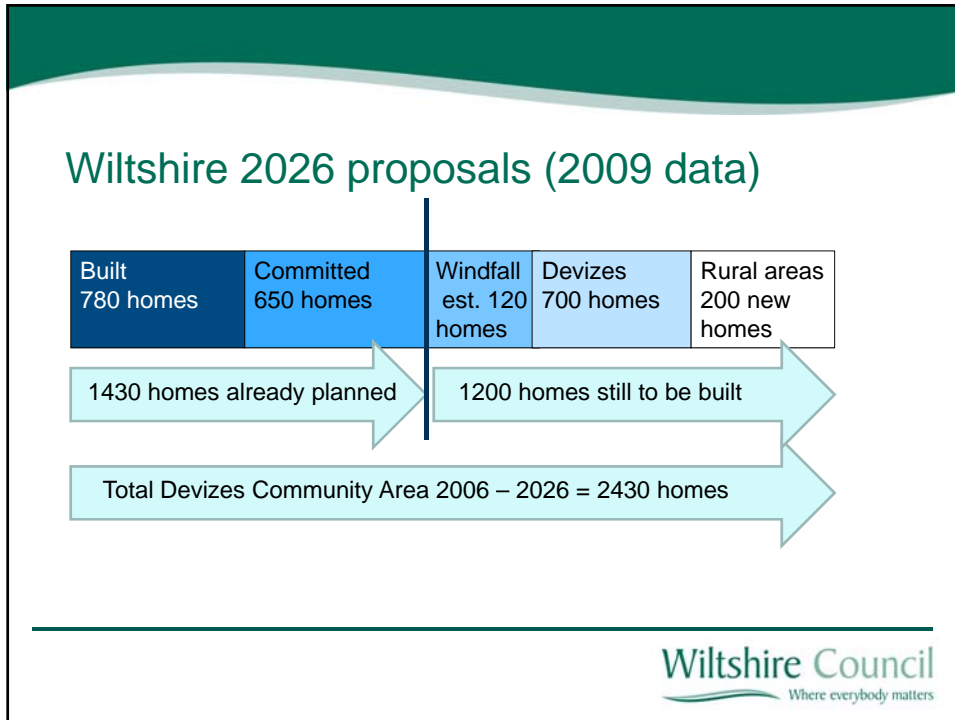 Wiltshire 2026 proposals (2009 data)
Built
780 homes
Committed
650 homes
Windfall
est. 120
homes
Devizes
700 homes
Rural areas
200 new
homes
1430 homes already planned
1200 homes still to be built
Total Devizes Community Area 2006 – 2026 = 2430 homes
Wiltshire Council
Where everybody matters